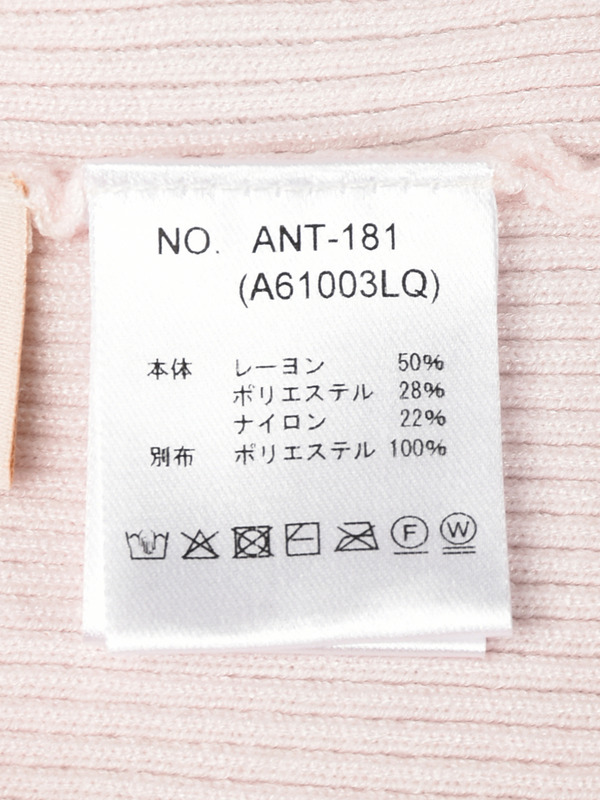 NO. ANT-181
(A61003LQ)
本体 レーヨン 50%
ポリエステル 28%
ナイロン 22%
別布 ポリエステル 100%
F W